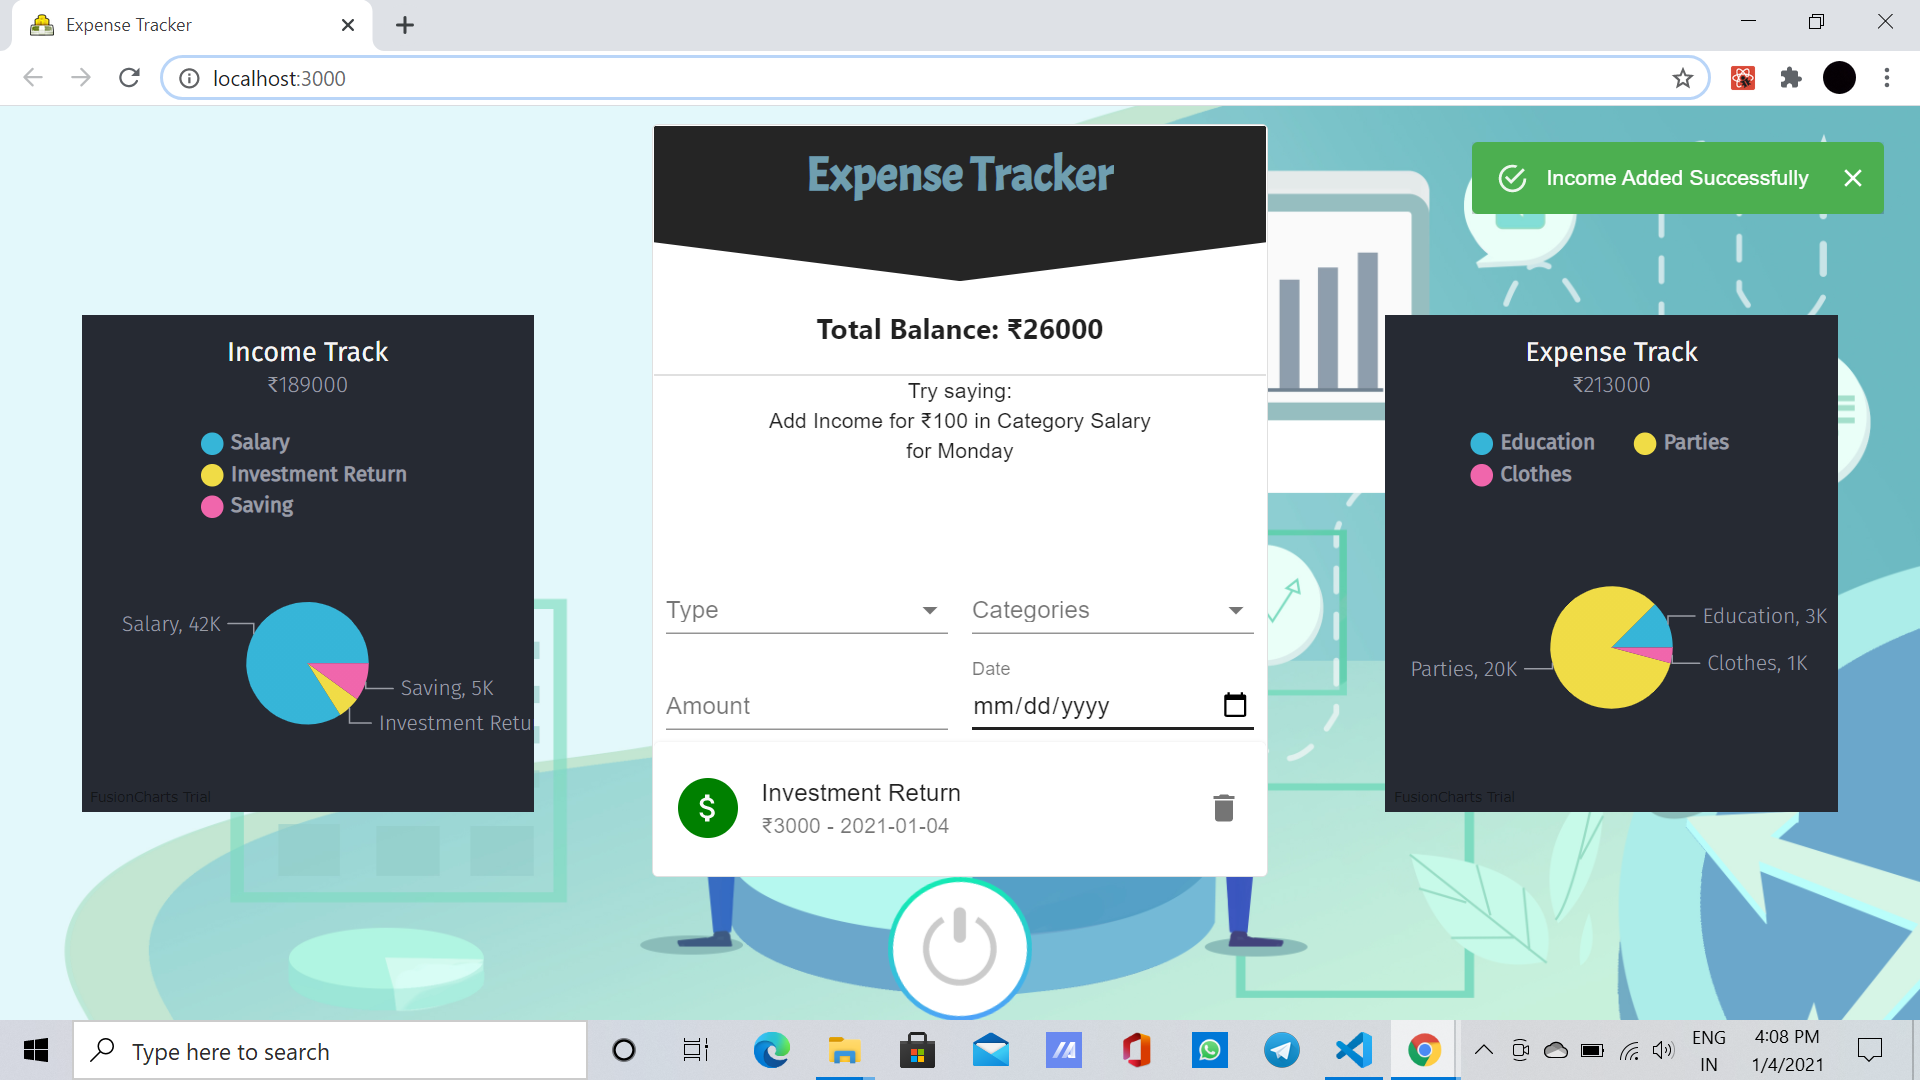 Expense Tracker
localhost:3000
Expense Tracker
Income Added Successfully
Total Balance: ₹26000
Try saying:
Add Income for ₹100 in Category Salary
for Monday
Income Track
₹189000
Salary
Investment Return
Saving
Salary, 42K
Saving, 5K
Investment Retu
FusionCharts Trial
Type
Categories
Amount
Date
mm/dd/yyyy
Investment Return
₹3000 - 2021-01-04
Expense Track
₹213000
Education
Parties
Clothes
Education, 3K
Parties, 20K
Clothes, 1K
FusionCharts Trial
Type here to search
ENG
IN
4:08 PM
1/4/2021